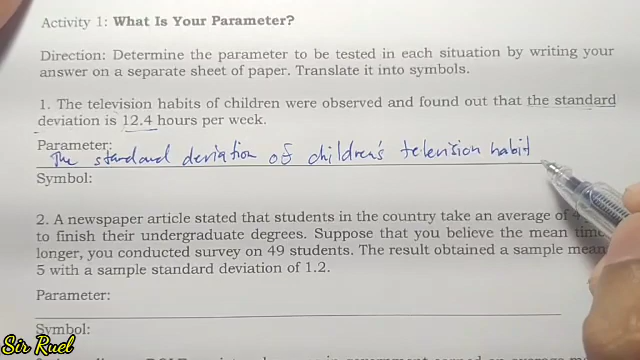 Activity 1: What Is Your Parameter?
Direction: Determine the parameter to be tested in each situation by writing your
answer on a separate sheet of paper. Translate it into symbols.
1. The television habits of children were observed and found out that the standard
deviation is 12.4 hours per week.
Parameter:
The standard deviation of children's television habit
Symbol:
2. A newspaper article stated that students in the country take an average of 4
to finish their undergraduate degrees. Suppose that you believe the mean time
longer, you conducted survey on 49 students. The result obtained a sample mean
5 with a sample standard deviation of 1.2.
Parameter:
Symbol:
Sir Ruel